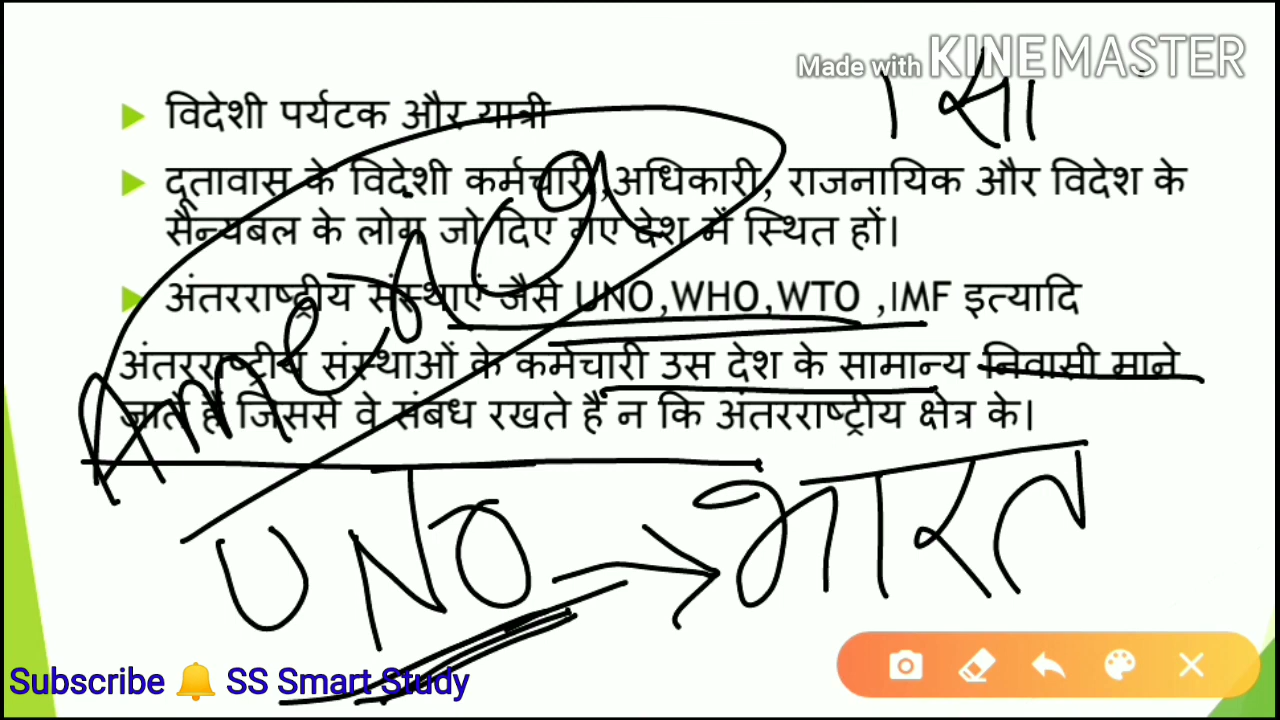 Made with KINEMASTER
1 सा
विदेशी पर्यटक और यात्री
दूतावास के विदेशी कर्मचारी,अधिकारी, राजनायिक और विदेश के
सैन्यबल के लोग जो दिए गए देश में स्थित हों।
अंतरराष्ट्रीय संस्थाएं जैसे UNO,WHO,WTO ,IMF इत्यादि
अंतरराष्ट्रीय संस्थाओं के कर्मचारी उस देश के सामान्य निवासी माने
जाते हैं जिससे वे संबंध रखते हैं न कि अंतरराष्ट्रीय क्षेत्र के।
America
UNO → भारत
Subscribe 🔔 SS Smart Study